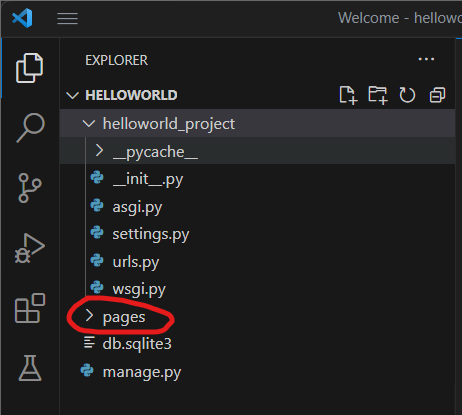 Welcome - hellowo
EXPLORER
HELLOWORLD
helloworld_project
__pycache__
__init__.py
asgi.py
settings.py
urls.py
wsgi.py
pages
db.sqlite3
manage.py